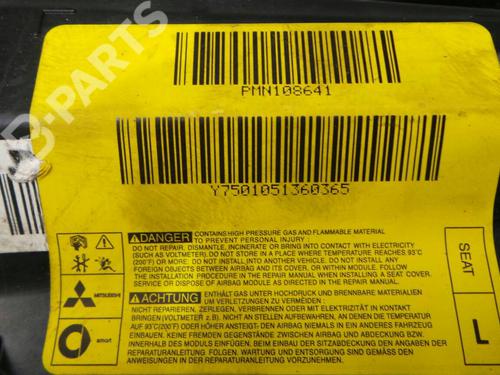 B-PARTS
PMN108641
Y7501051360365
DANGER CONTAINS HIGH PRESSURE GAS AND FLAMMABLE MATERIAL
TO PREVENT PERSONAL INJURY:
DO NOT REPAIR, DISMANTLE, INCINERATE OR BRING INTO CONTACT WITH ELECTRICITY
(SUCH AS VOLTMETER). DO NOT STORE IN A PLACE WHERE TEMPERATURE REACHES 93°C
(200°F) OR MORE. DO NOT INSTALL INTO ANOTHER VEHICLE. DO NOT INSTALL ANY
FOREIGN OBJECTS BETWEEN AIRBAG AND ITS COVER, OR WITHIN MODULE. FOLLOW
THE INSTALLATION PROCEDURE IN THE REPAIR MANUAL WHEN INSTALLING A SEAT COVER.
SERVICE OR DISPOSE OF AIRBAG MODULE AS DIRECTED IN THE REPAIR MANUAL.
ACHTUNG ENTHÄLT GAS UNTER HOCHDRUCK UND BRENNBARE MATERIALIEN
UM VERLETZUNGEN ZU VERMEIDEN:
NICHT REPARIEREN, ZERLEGEN, VERBRENNEN ODER MIT ELEKTRIZITÄT IN KONTAKT
BRINGEN (VOLTMETER z.B.). NICHT AN STELLEN AUFBEWAHREN, AN DENEN DIE TEMPERATUR
AUF 93°C(200°F) ODER HÖHER ANSTEIGT. DEN AIRBAG NIEMALS IN EIN ANDERES FAHRZEUG
EINBAUEN. KEINE FREMDEN GEGENSTÄNDE ZWISCHEN AIRBAG UND ABDECKUNG BZW.
INNERHALB DES MODULS EINFÜGEN. BEIM EINBAU DER SITZABDECKUNG DEN ANGABEN DER
REPARATURANLEITUNG FOLGEN. WARTUNG UND ENTSORGUNG GEMÄSS REPARATURANLEITUNG.
MITSUBISHI
smart
SEAT
L